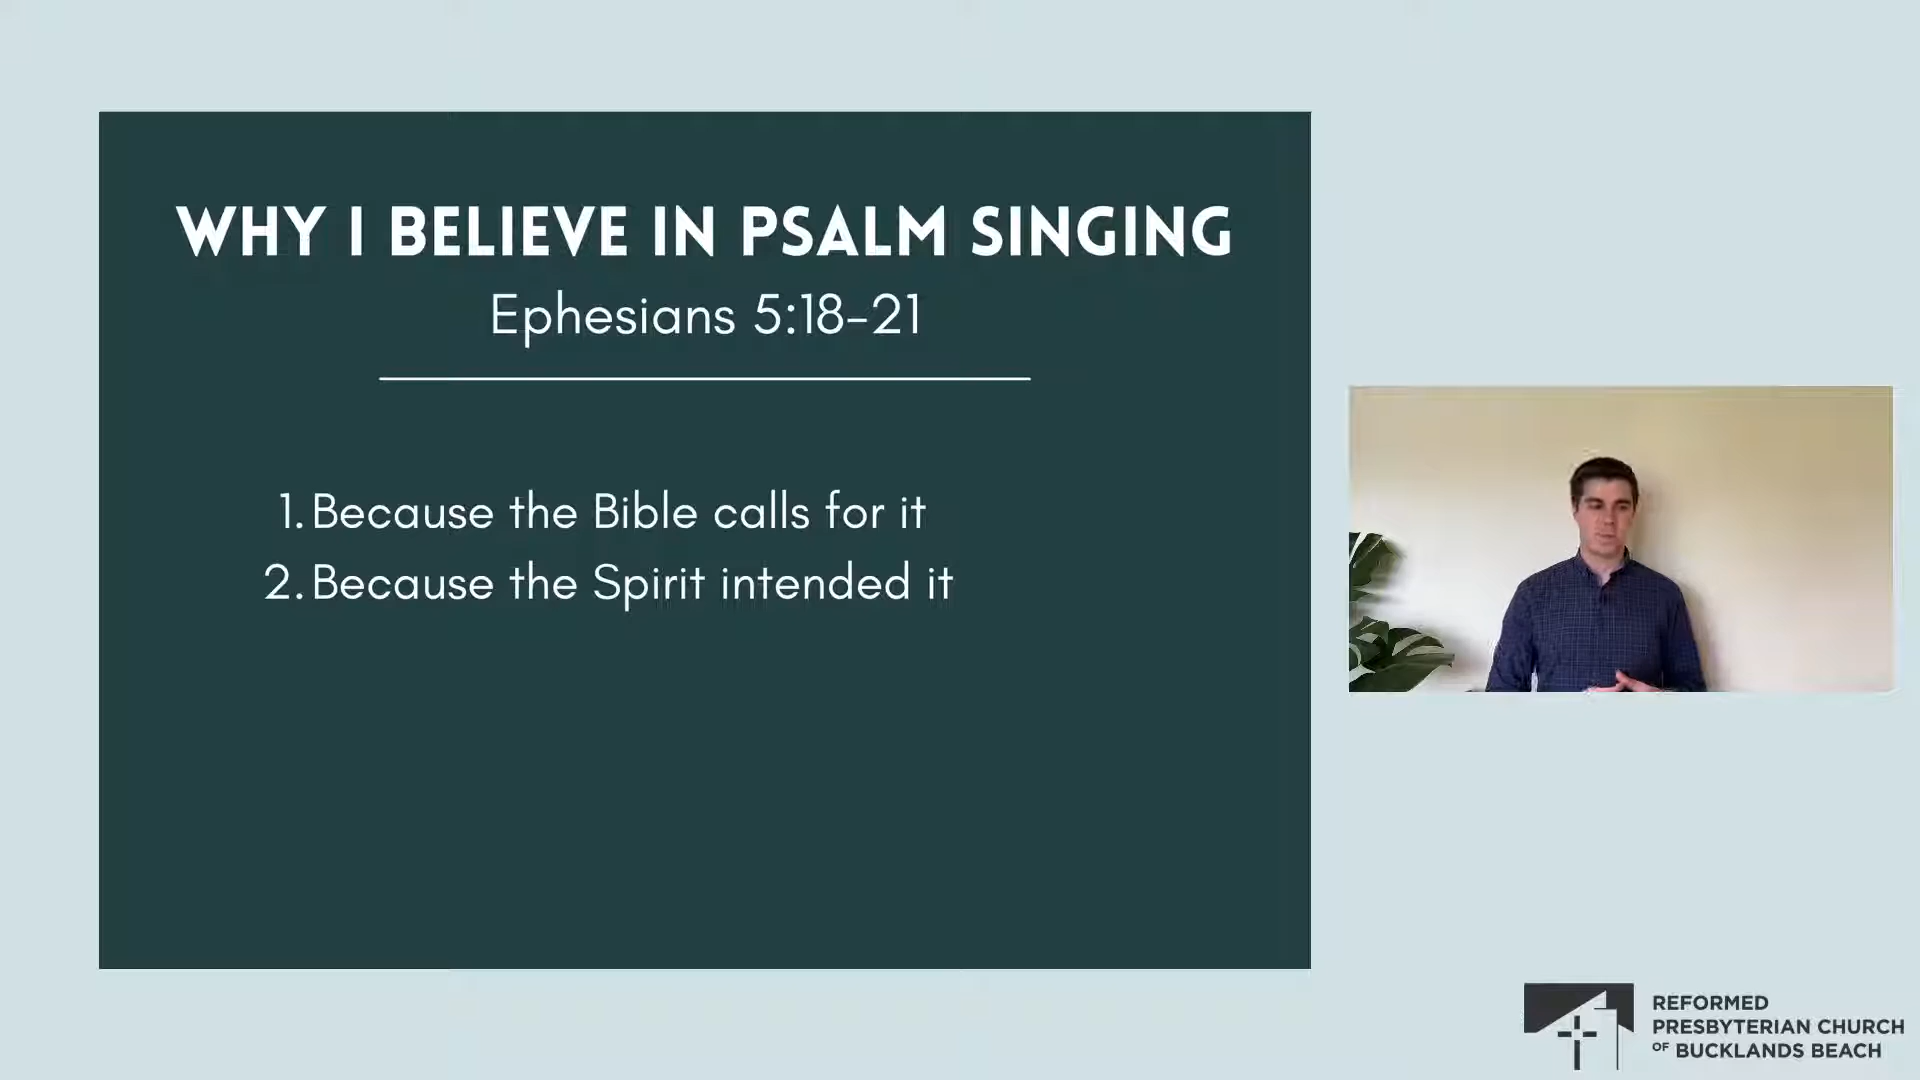 WHY I BELIEVE IN PSALM SINGING
Ephesians 5:18-21
1. Because the Bible calls for it
2. Because the Spirit intended it
REFORMED
PRESBYTERIAN CHURCH
OF BUCKLANDS BEACH